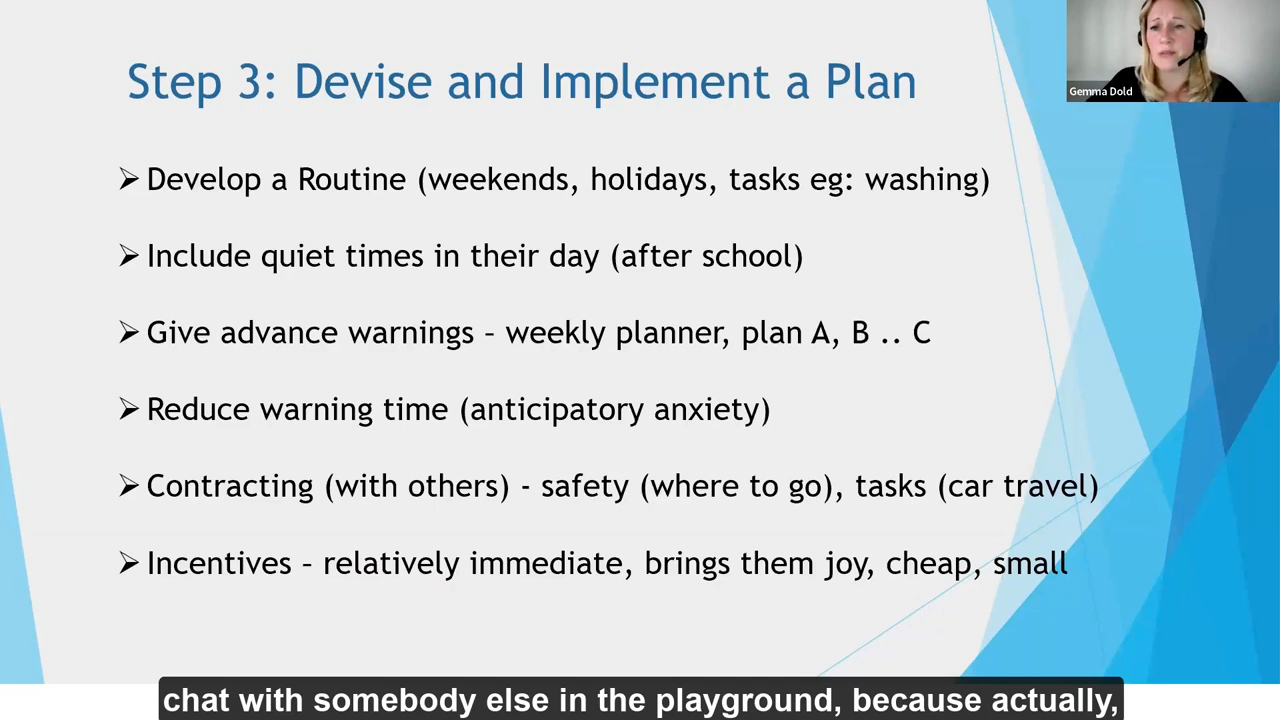 Step 3: Devise and Implement a Plan
Gemma Dold
➢ Develop a Routine (weekends, holidays, tasks eg: washing)
➢ Include quiet times in their day (after school)
➢ Give advance warnings – weekly planner, plan A, B .. C
➢ Reduce warning time (anticipatory anxiety)
➢ Contracting (with others) - safety (where to go), tasks (car travel)
➢ Incentives – relatively immediate, brings them joy, cheap, small
chat with somebody else in the playground, because actually,